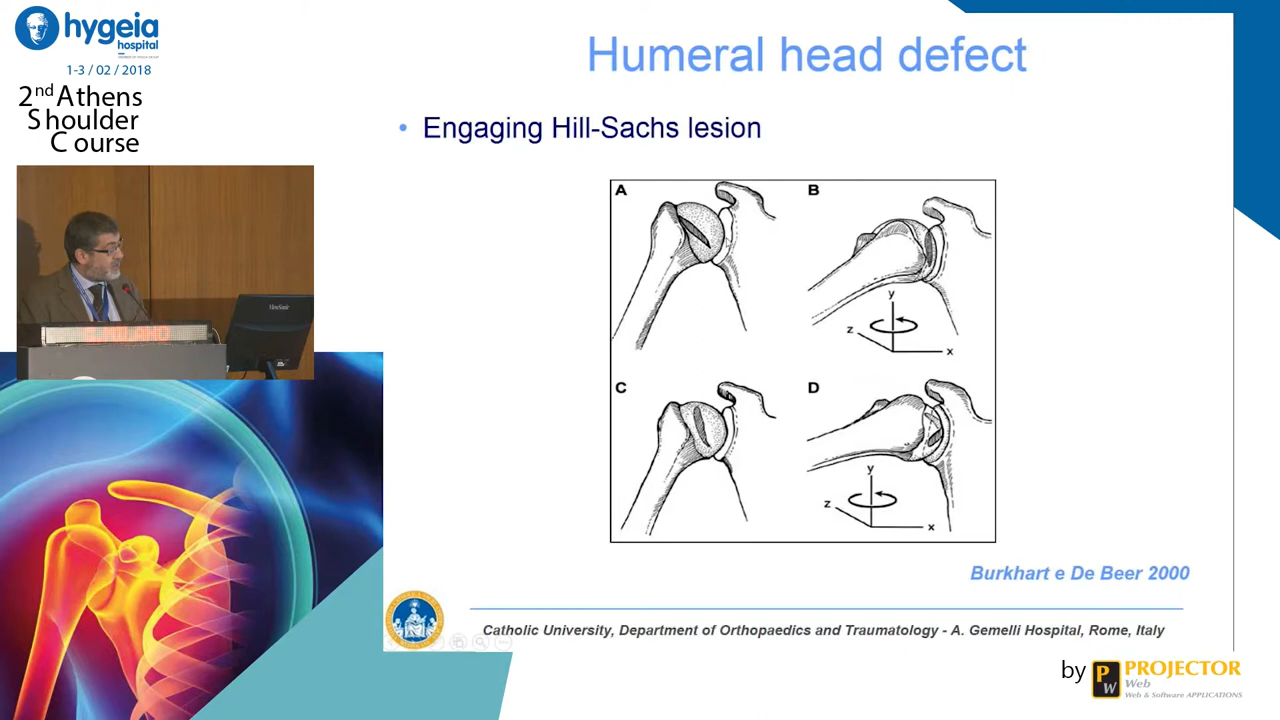 hygeia
hospital
1-3 / 02 / 2018
2nd Athens
Shoulder
Course
Humeral head defect
• Engaging Hill-Sachs lesion
A
B
y
z
x
C
D
y
z
x
Burkhart e De Beer 2000
Catholic University, Department of Orthopaedics and Traumatology - A. Gemelli Hospital, Rome, Italy
ViewSonic
by
PW
PROJECTOR
Web
Web & Software APPLICATIONS